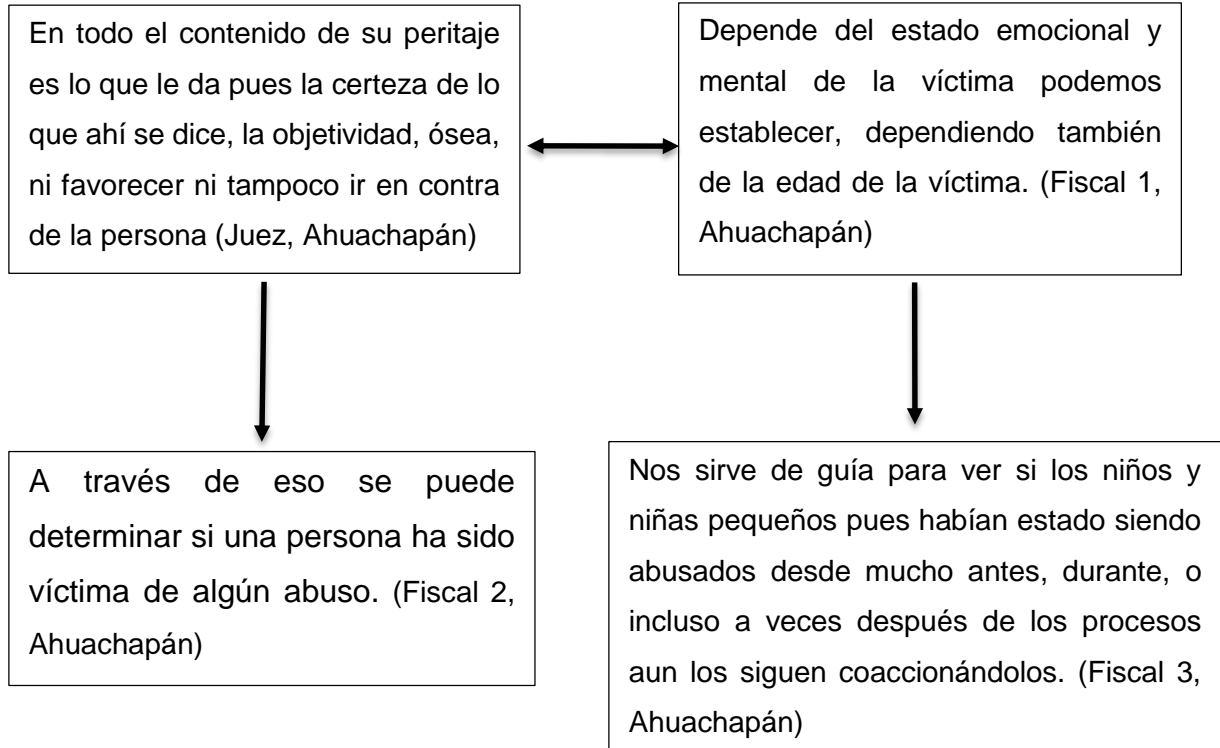 En todo el contenido de su peritaje
es lo que le da pues la certeza de lo
que ahí se dice, la objetividad, ósea,
ni favorecer ni tampoco ir en contra
de la persona (Juez, Ahuachapán)
Depende del estado emocional y
mental de la víctima podemos
establecer, dependiendo también
de la edad de la víctima. (Fiscal 1,
Ahuachapán)
A través de eso se puede
determinar si una persona ha sido
víctima de algún abuso. (Fiscal 2,
Ahuachapán)
Nos sirve de guía para ver si los niños y
niñas pequeños pues habían estado siendo
abusados desde mucho antes, durante, o
incluso a veces después de los procesos
aun los siguen coaccionándolos. (Fiscal 3,
Ahuachapán)